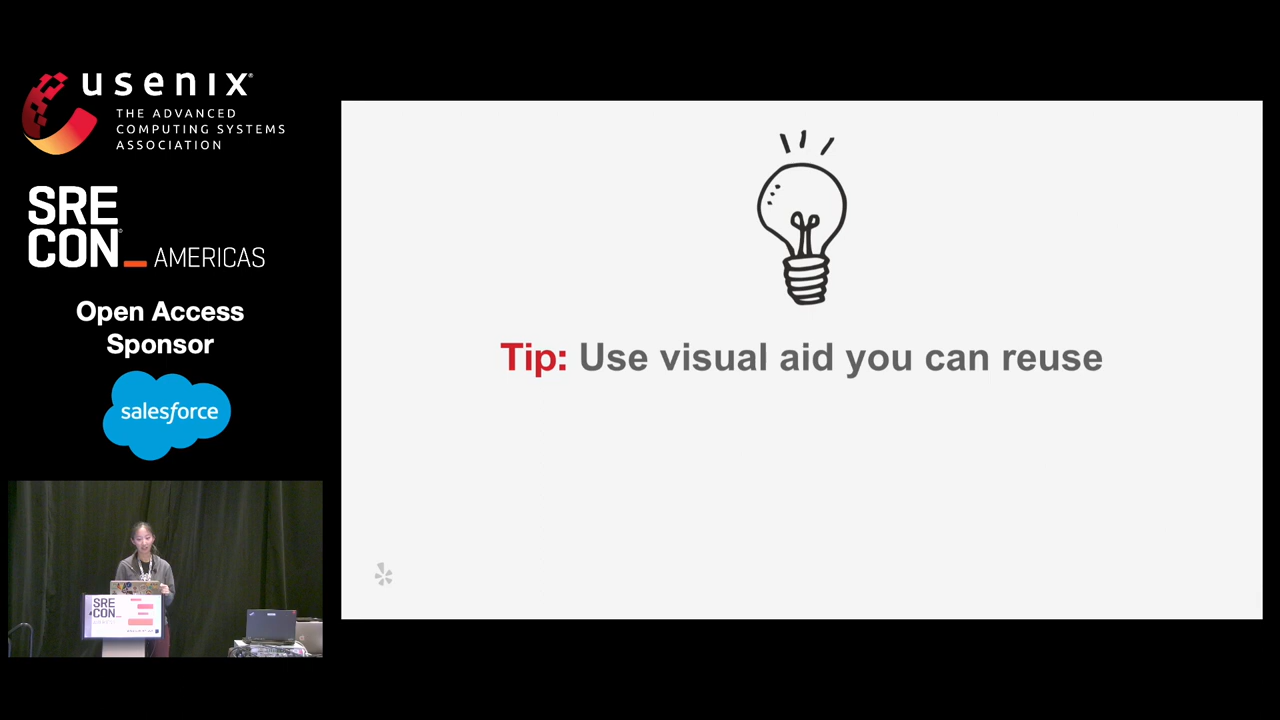 usenix®
THE ADVANCED
COMPUTING SYSTEMS
ASSOCIATION
SRE
CON
AMERICAS
Open Access
Sponsor
salesforce
Tip: Use visual aid you can reuse
SRE
CON